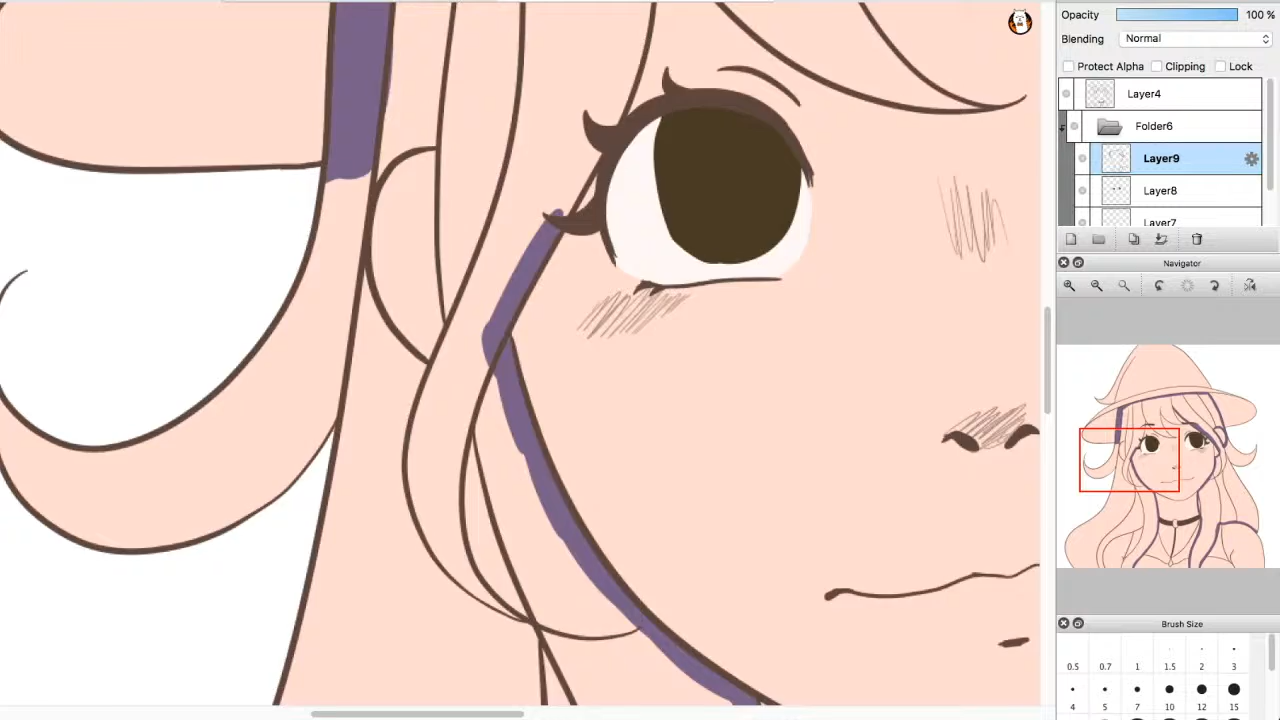 Opacity 100 %
Blending Normal
Protect Alpha Clipping Lock
Layer4
Folder6
Layer9
Layer8
Layer7
Navigator
Brush Size
0.5 0.7 1 1.5 2 3
4 5 7 10 12 15